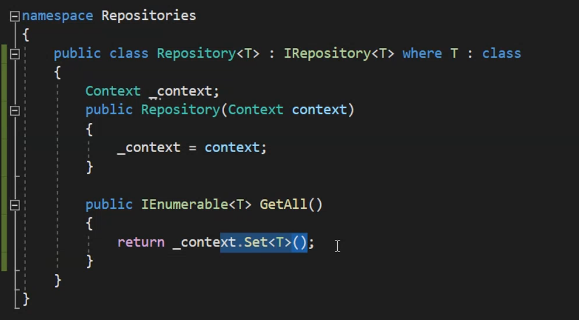 namespace Repositories
{
public class Repository<T> : IRepository<T> where T : class
{
Context _context;
public Repository(Context context)
{
_context = context;
}
public IEnumerable<T> GetAll()
{
return _context.Set<T>();
}
}
}